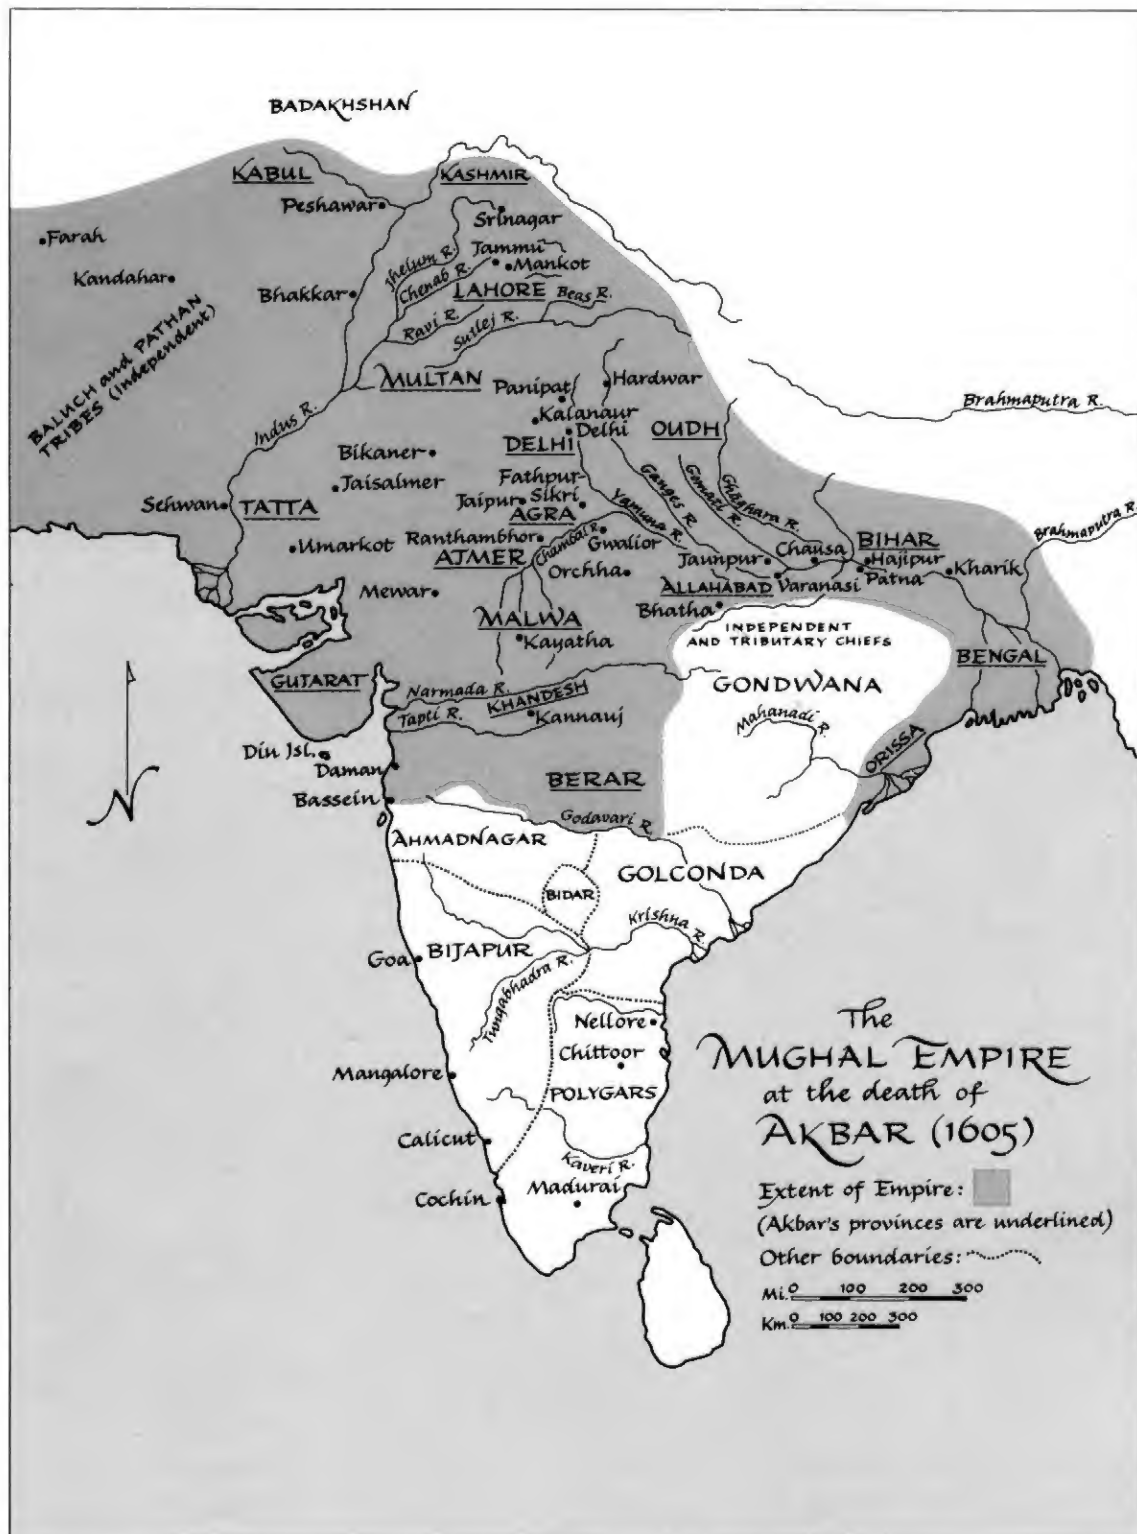 BADAKHSHAN
KABUL
KASHMIR
Peshawar
Srinagar
Farah
Jammu
Mankot
Kandahar
Jhelum R.
Chenab R.
Bhakkar
LAHORE
Beas R.
Ravi R.
Sutlej R.
BALUCH and PATHAN
TRIBES (Independent)
MULTAN
Panipat
Hardwar
Brahmaputra R.
Indus R.
Kalanaur
Delhi
OUDH
DELHI
Bikaner
Jaisalmer
Fathpur-
Sikri
Ganges R.
Gomati R.
Ghāghara R.
Sehwan
TATTA
Jaipur
AGRA
Yamuna R.
Brahmaputra R.
Umarkot
Ranthambhor
Chambal R.
Gwalior
AJMER
Jaunpur
Chausa
BIHAR
Hajipur
Orchha
Patna
Kharik
Mewar
ALLAHABAD
Varanasi
Bhatha
MALWA
INDEPENDENT
AND TRIBUTARY CHIEFS
Kayatha
BENGAL
GUJARAT
Narmada R.
KHANDESH
GONDWANA
Tapti R.
Kannauj
Mahanadi R.
Diu Isl.
Daman
ORISSA
Bassein
BERAR
Godavari R.
AHMADNAGAR
GOLCONDA
BIDAR
Krishna R.
Goa
BIJAPUR
Tungabhadra R.
Nellore
Chittoor
Mangalore
POLYGARS
Calicut
Kaveri R.
Cochin
Madurai
The
MUGHAL EMPIRE
at the death of
AKBAR (1605)
Extent of Empire:
(Akbar's provinces are underlined)
Other boundaries:
Mi. 0 100 200 300
Km. 0 100 200 300
N